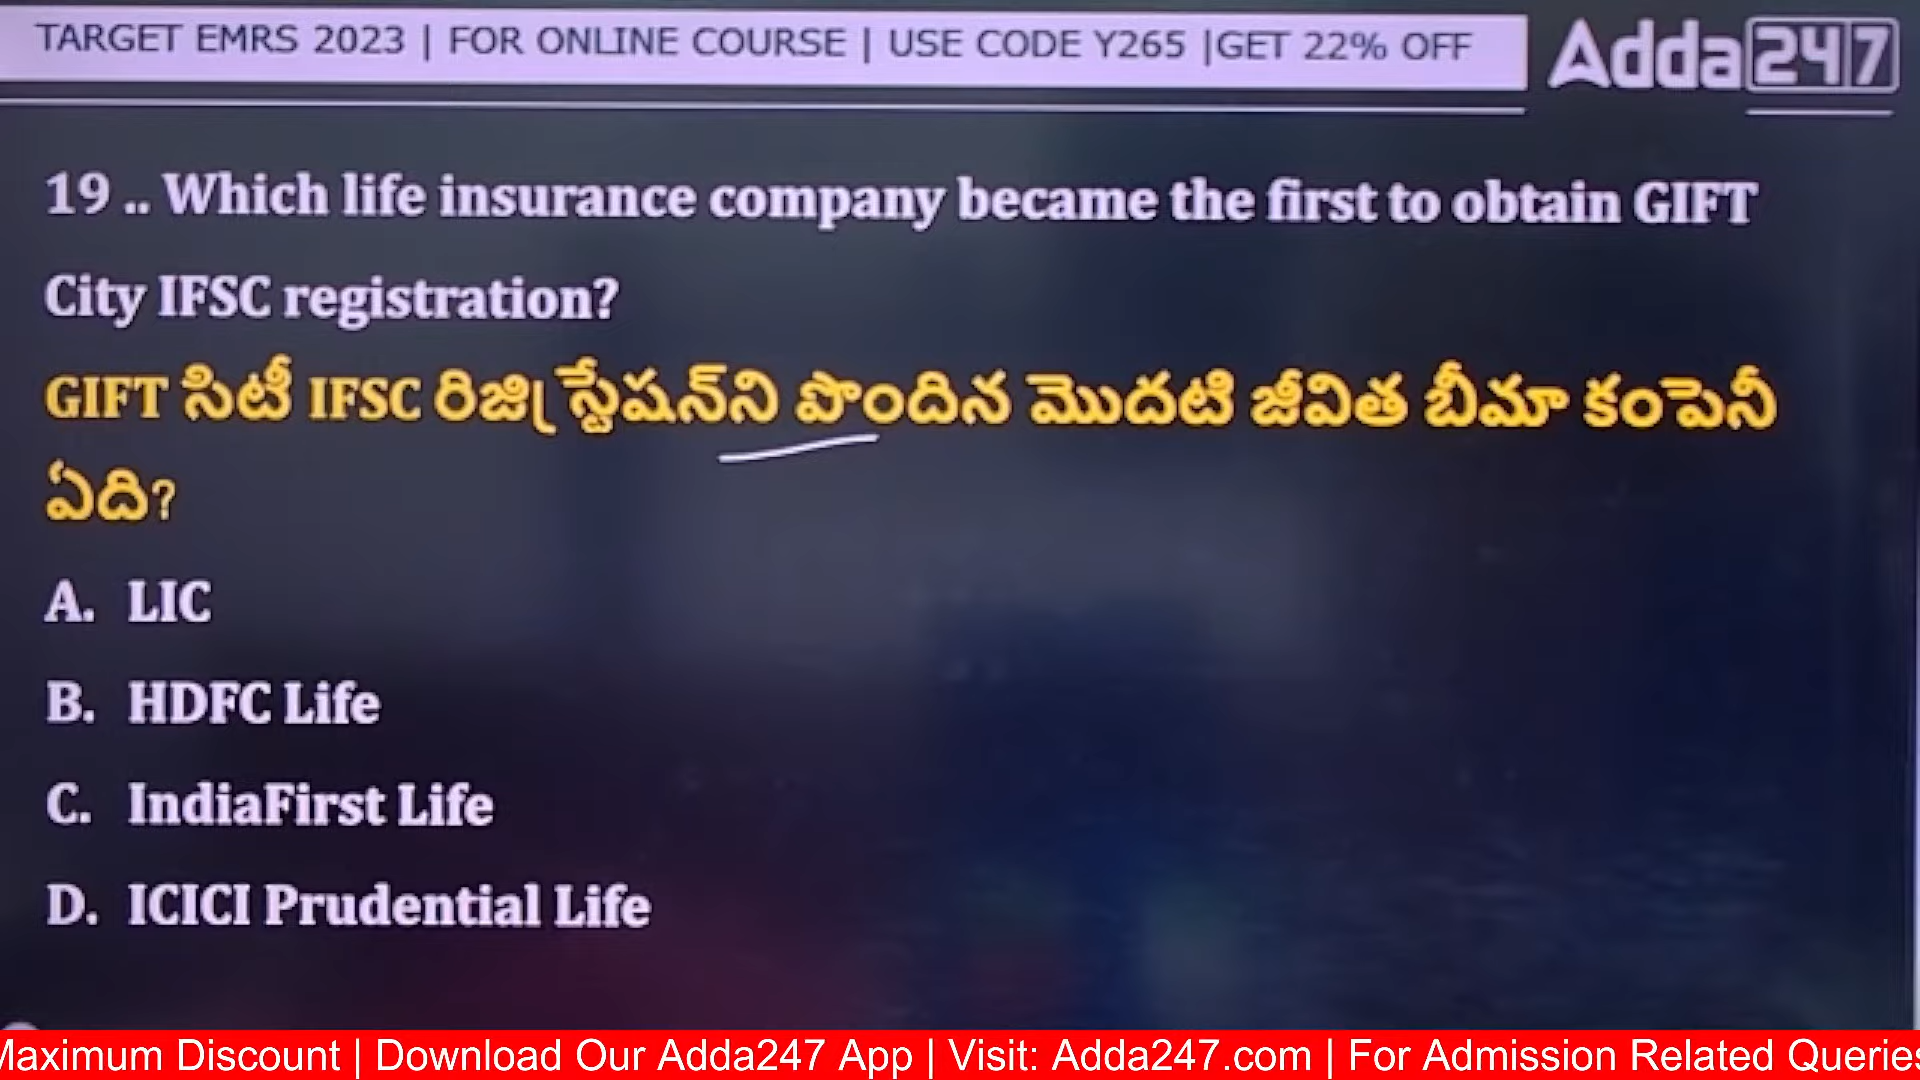 TARGET EMRS 2023 | FOR ONLINE COURSE | USE CODE Y265 |GET 22% OFF
Adda247
19 .. Which life insurance company became the first to obtain GIFT
City IFSC registration?
GIFT సిటీ IFSC రిజిస్ట్రేషన్‌ని పొందిన మొదటి జీవిత బీమా కంపెనీ
ఏది?
A. LIC
B. HDFC Life
C. IndiaFirst Life
D. ICICI Prudential Life
Maximum Discount | Download Our Adda247 App | Visit: Adda247.com | For Admission Related Queries